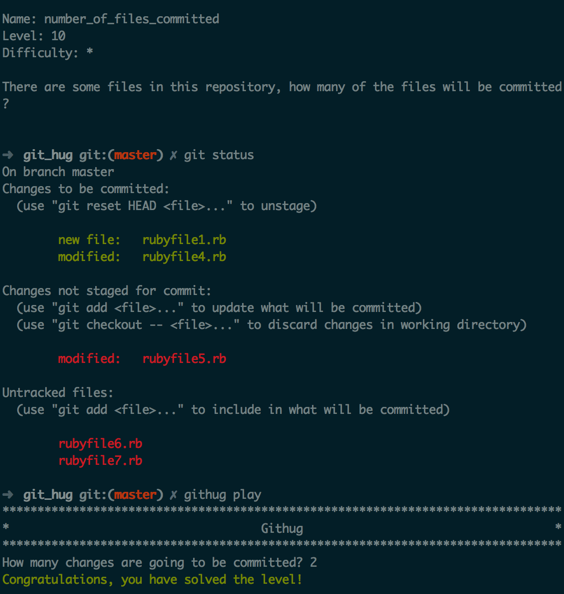 Name: number_of_files_committed
Level: 10
Difficulty: *
There are some files in this repository, how many of the files will be committed
?
➜ git_hug git:(master) ✗ git status
On branch master
Changes to be committed:
(use "git reset HEAD <file>..." to unstage)
new file: rubyfile1.rb
modified: rubyfile4.rb
Changes not staged for commit:
(use "git add <file>..." to update what will be committed)
(use "git checkout -- <file>..." to discard changes in working directory)
modified: rubyfile5.rb
Untracked files:
(use "git add <file>..." to include in what will be committed)
rubyfile6.rb
rubyfile7.rb
➜ git_hug git:(master) ✗ githug play
********************************************************************************
* Githug *
********************************************************************************
How many changes are going to be committed? 2
Congratulations, you have solved the level!